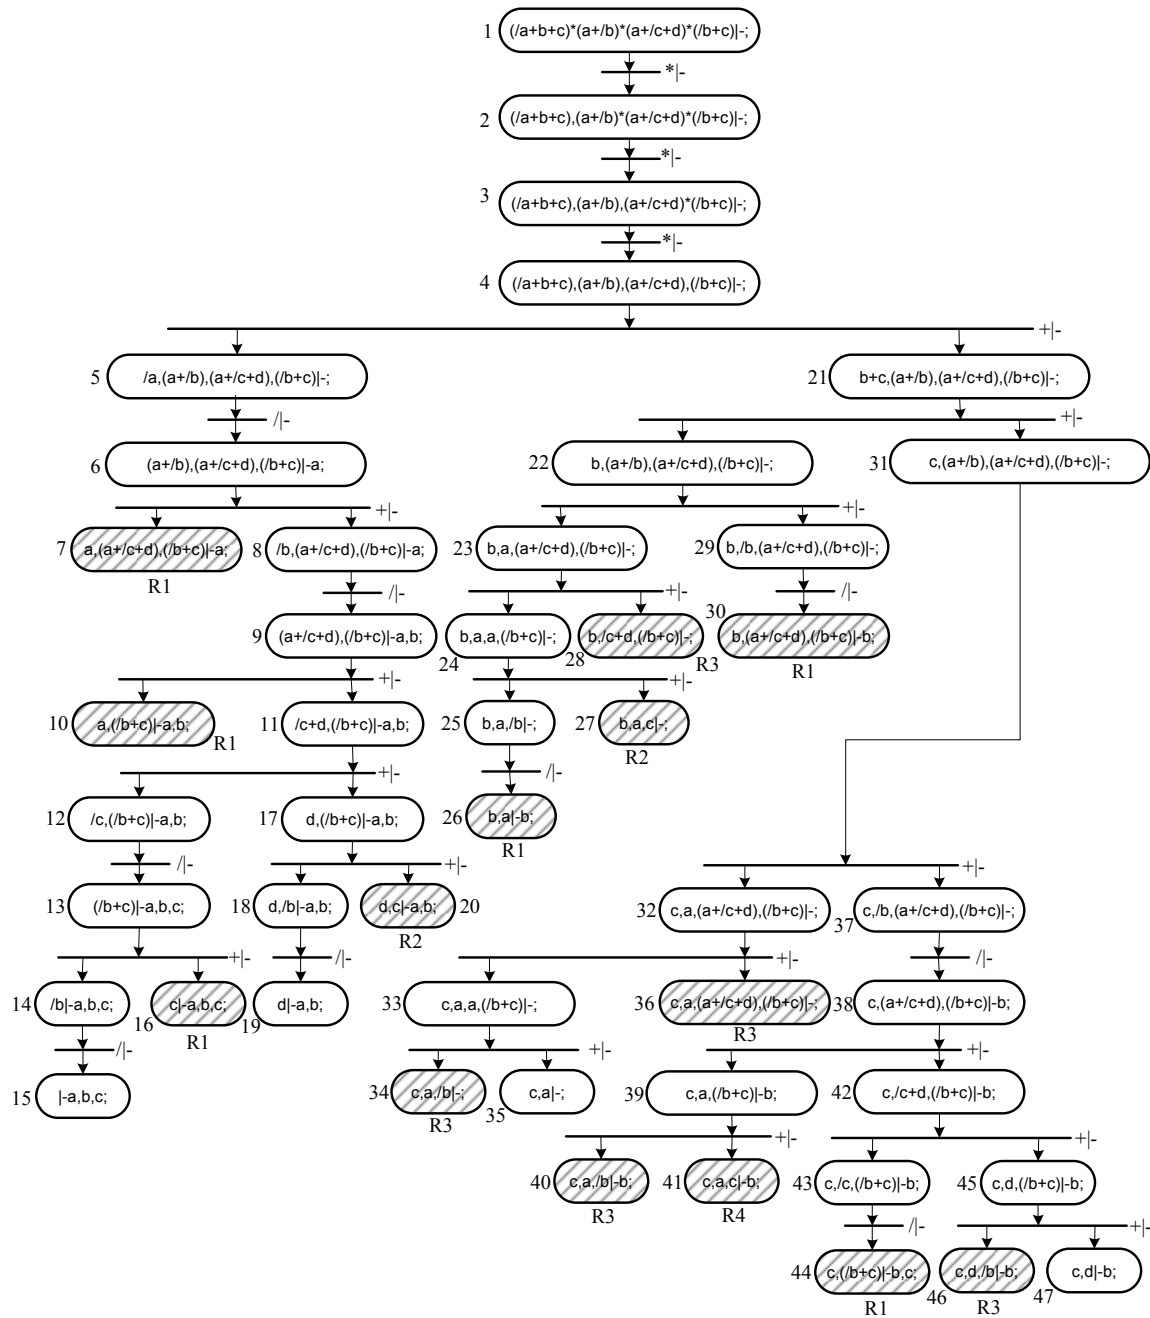 1 (/a+b+c)*(a+/b)*(a+/c+d)*(/b+c)|-;
*|-
2 (/a+b+c),(a+/b)*(a+/c+d)*(/b+c)|-;
*|-
3 (/a+b+c),(a+/b),(a+/c+d)*(/b+c)|-;
*|-
4 (/a+b+c),(a+/b),(a+/c+d),(/b+c)|-;
+|-
5 /a,(a+/b),(a+/c+d),(/b+c)|-;
21 b+c,(a+/b),(a+/c+d),(/b+c)|-;
/|-
+|-
6 (a+/b),(a+/c+d),(/b+c)|-a;
22 b,(a+/b),(a+/c+d),(/b+c)|-;
31 c,(a+/b),(a+/c+d),(/b+c)|-;
+|-
+|-
7 a,(a+/c+d),(/b+c)|-a;
R1
8 /b,(a+/c+d),(/b+c)|-a;
23 b,a,(a+/c+d),(/b+c)|-;
29 b,/b,(a+/c+d),(/b+c)|-;
/|-
+|-
/|-
9 (a+/c+d),(/b+c)|-a,b;
24 b,a,a,(/b+c)|-;
28 b,/c+d,(/b+c)|-;
R3
30 b,(a+/c+d),(/b+c)|-b;
R1
+|-
+|-
10 a,(/b+c)|-a,b;
R1
11 /c+d,(/b+c)|-a,b;
25 b,a,/b|-;
27 b,a,c|-;
R2
+|-
/|-
12 /c,(/b+c)|-a,b;
17 d,(/b+c)|-a,b;
26 b,a|-b;
R1
/|-
+|-
+|-
13 (/b+c)|-a,b,c;
18 d,/b|-a,b;
d,c|-a,b; 20
R2
32 c,a,(a+/c+d),(/b+c)|-;
37 c,/b,(a+/c+d),(/b+c)|-;
+|-
/|-
+|-
/|-
14 /b|-a,b,c;
16 c|-a,b,c;
R1
19 d|-a,b;
33 c,a,a,(/b+c)|-;
36 c,a,(a+/c+d),(/b+c)|-;
R3
38 c,(a+/c+d),(/b+c)|-b;
/|-
+|-
+|-
15 |-a,b,c;
34 c,a,/b|-;
R3
35 c,a|-;
39 c,a,(/b+c)|-b;
42 c,/c+d,(/b+c)|-b;
+|-
+|-
40 c,a,/b|-b;
R3
41 c,a,c|-b;
R4
43 c,/c,(/b+c)|-b;
45 c,d,(/b+c)|-b;
/|-
+|-
44 c,(/b+c)|-b,c;
R1
46 c,d,/b|-b;
R3
47 c,d|-b;